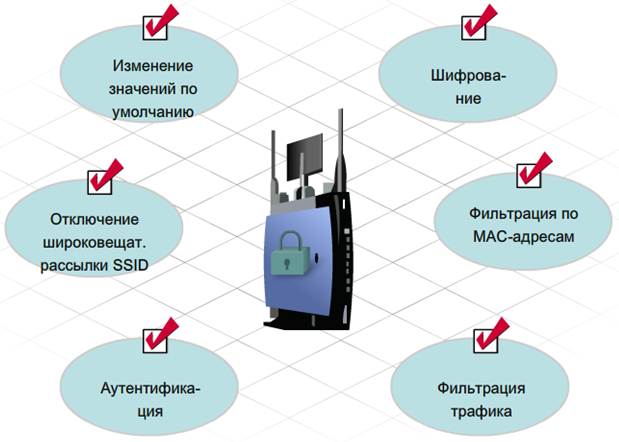 Изменение
значений по
умолчанию
Шифрова-
ние
Отключение
широковещат.
рассылки SSID
Фильтрация по
MAC-адресам
Аутентифика-
ция
Фильтрация
трафика